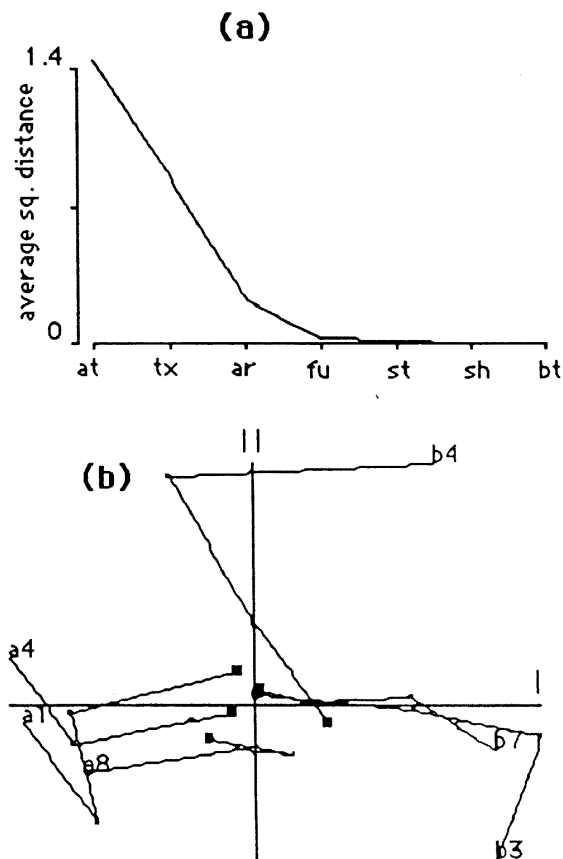 (a)
1.4
average sq. distance
0
at tx ar fu st sh bt
II
b4
(b)
a4
I
a1
b7
a8
b3